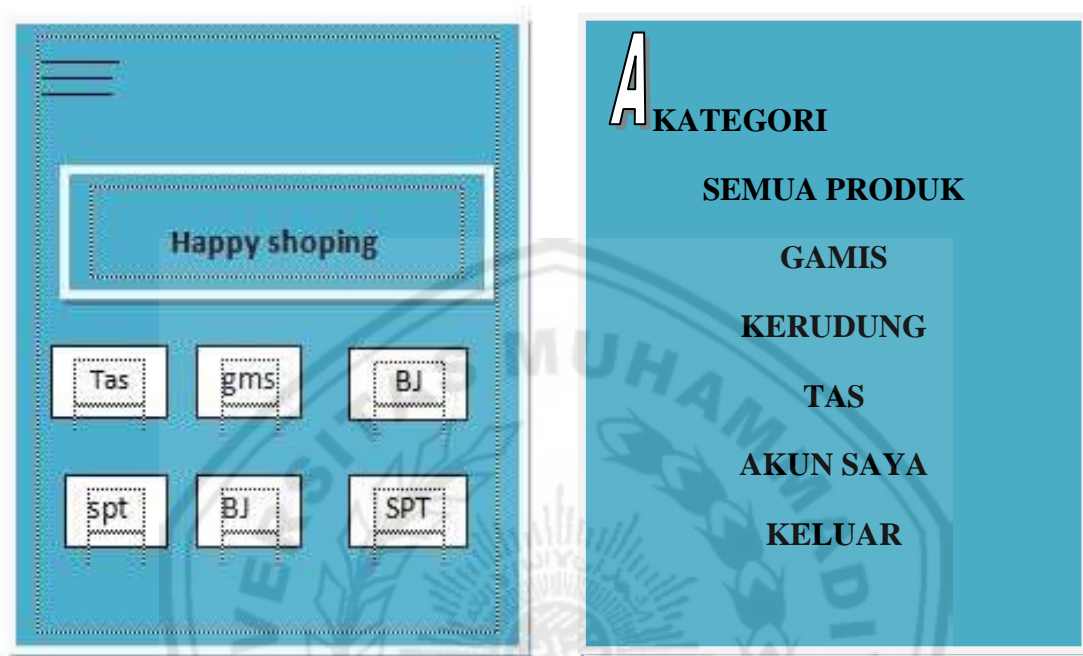 Happy shoping
Tas gms BJ
spt BJ SPT
A KATEGORI
SEMUA PRODUK
GAMIS
KERUDUNG
TAS
AKUN SAYA
KELUAR